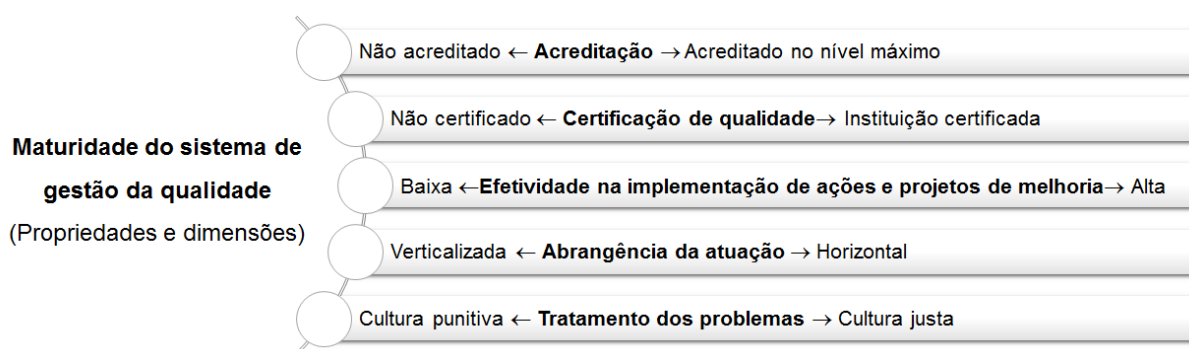 Não acreditado ← Acreditação → Acreditado no nível máximo
Não certificado ← Certificação de qualidade→ Instituição certificada
Maturidade do sistema de
gestão da qualidade
(Propriedades e dimensões)
Baixa ←Efetividade na implementação de ações e projetos de melhoria→ Alta
Verticalizada ← Abrangência da atuação → Horizontal
Cultura punitiva ← Tratamento dos problemas → Cultura justa